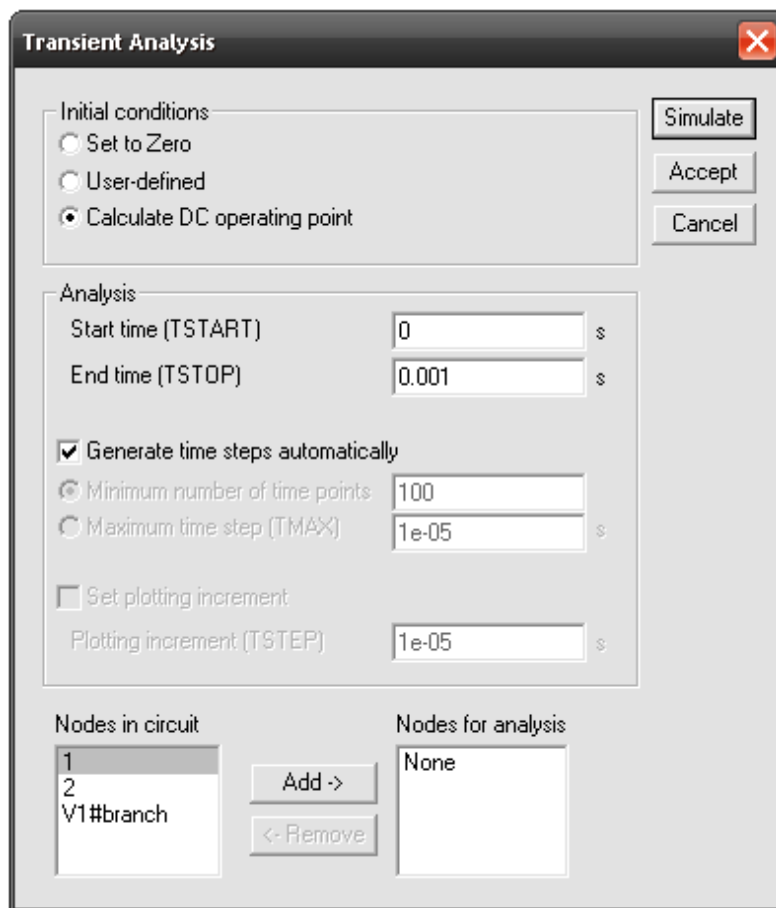 Transient Analysis
Initial conditions
Simulate
Set to Zero
User-defined
Accept
Calculate DC operating point
Cancel
Analysis
Start time (TSTART) 0 s
End time (TSTOP) 0.001 s
Generate time steps automatically
Minimum number of time points 100
Maximum time step (TMAX) 1e-05 s
Set plotting increment
Plotting increment (TSTEP) 1e-05 s
Nodes in circuit
1
2
V1#branch
Add ->
<- Remove
Nodes for analysis
None